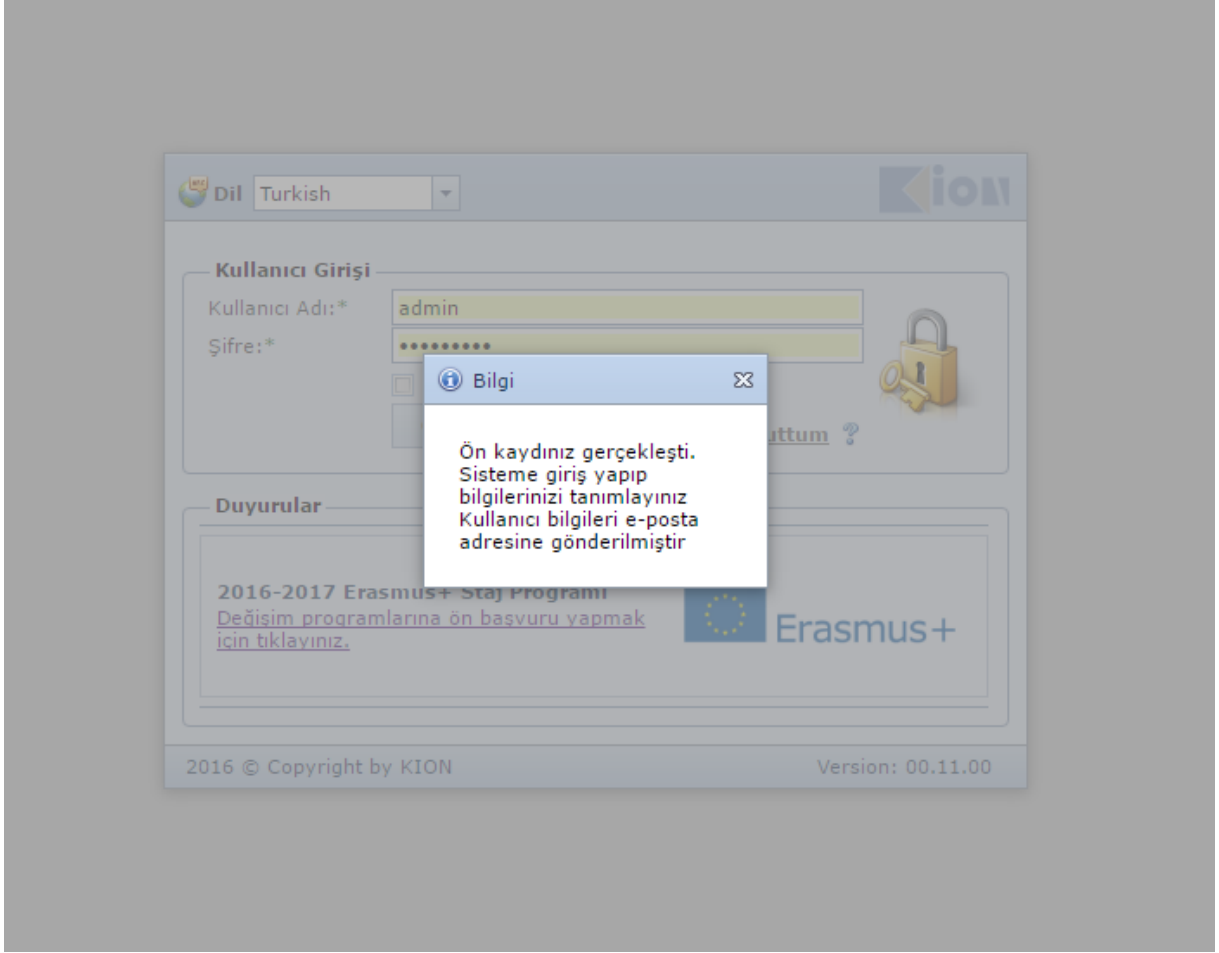 Dil Turkish
Kion
Kullanıcı Girişi
Kullanıcı Adı:* admin
Şifre:* •••••••••
Bilgi
uttum ?
Ön kaydınız gerçekleşti.
Sisteme giriş yapıp
bilgilerinizi tanımlayınız
Kullanıcı bilgileri e-posta
adresine gönderilmiştir
Duyurular
2016-2017 Erasmus+ Staj Programı
Değişim programlarına ön başvuru yapmak
için tıklayınız.
Erasmus+
2016 © Copyright by KION Version: 00.11.00